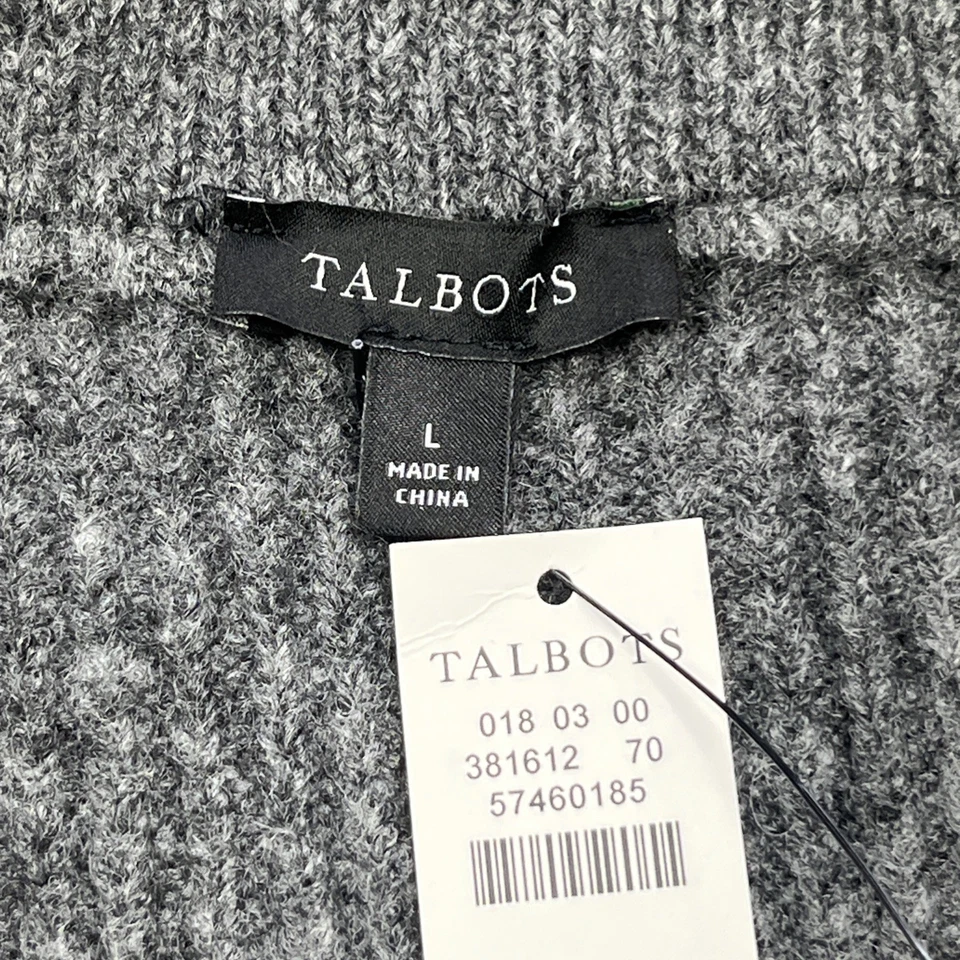 TALBOTS
L
MADE IN
CHINA
TALBOTS
018 03 00
381612 70
57460185